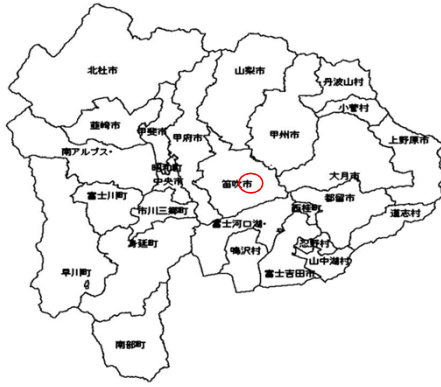 北杜市
山梨市
丹波山村
小菅村
韮崎市
甲斐市
甲府市
甲州市
上野原市
南アルプス・
昭和町
中央市
笛吹市
大月市
富士川町
市川三郷町
西桂町
都留市
道志村
富士河口湖・
身延町
鳴沢村
忍野村
山中湖村
早川町
富士吉田市
南部町